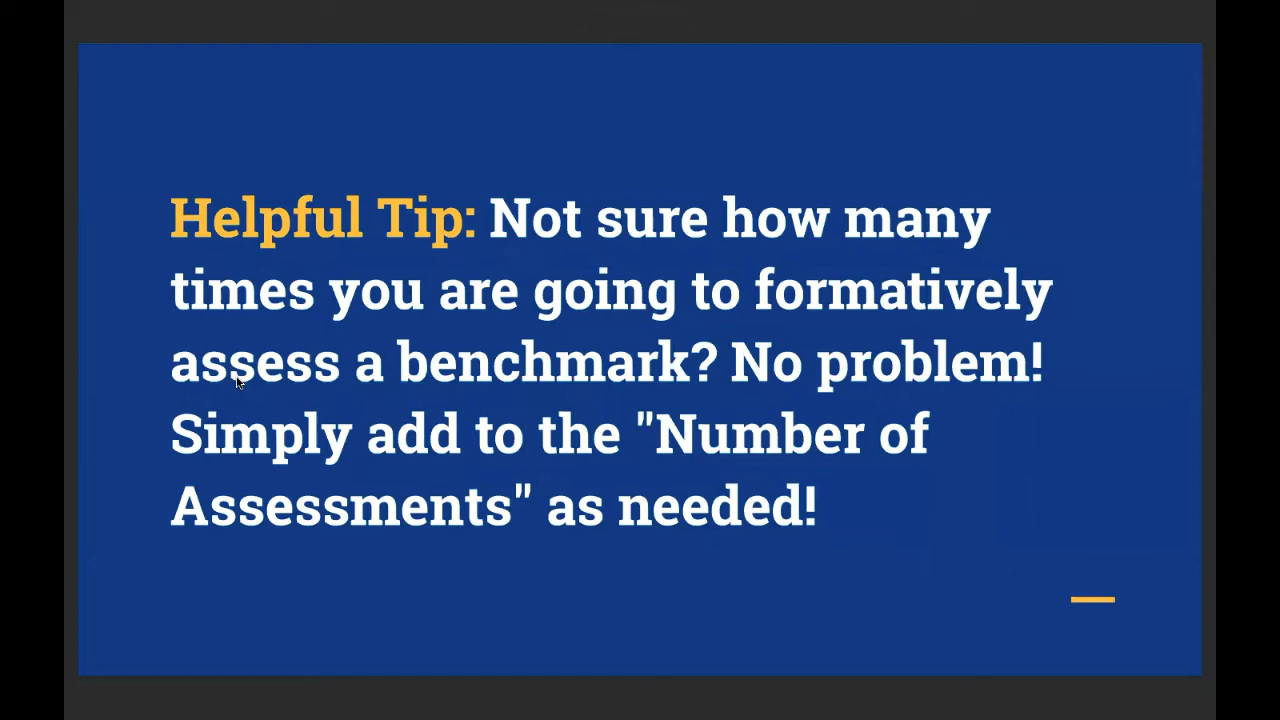 Helpful Tip: Not sure how many
times you are going to formatively
assess a benchmark? No problem!
Simply add to the "Number of
Assessments" as needed!